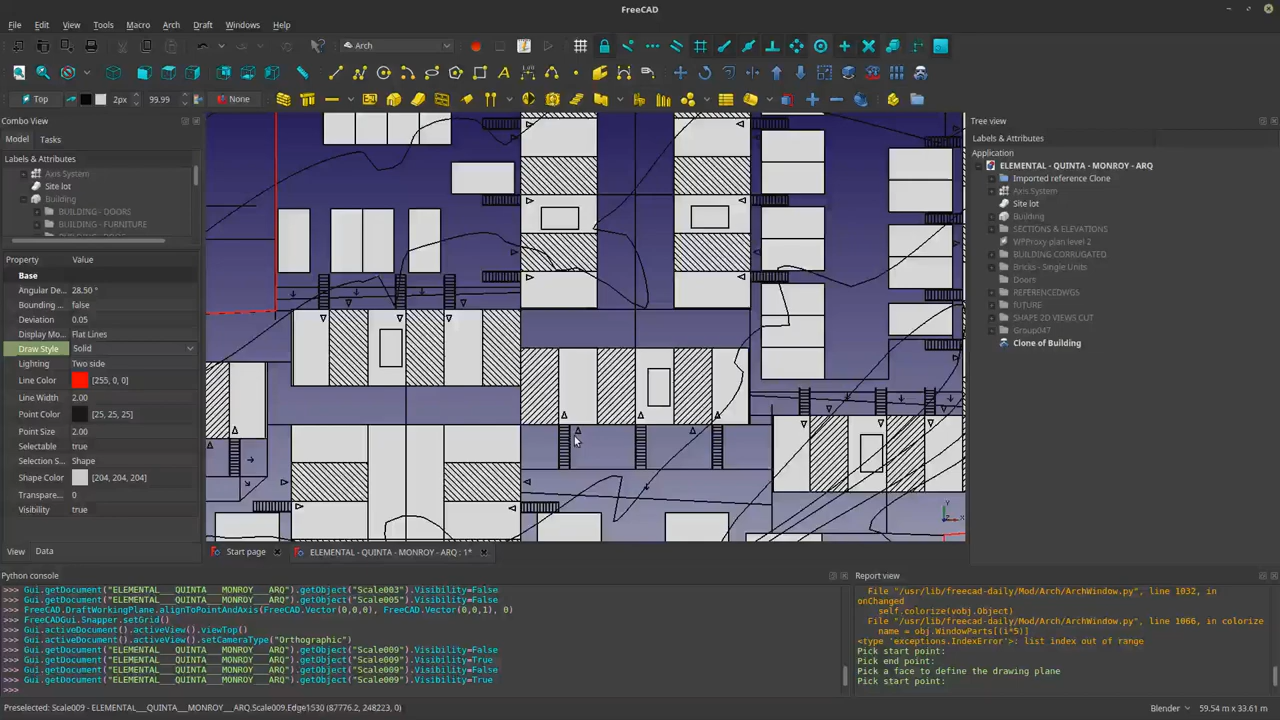 FreeCAD
File Edit View Tools Macro Arch Draft Windows Help
Arch
Top 2px 99.99 None
Combo View
Model Tasks
Labels & Attributes
Axis System
Site lot
Building
BUILDING - DOORS
BUILDING - FURNITURE
Property Value
Base
Angular De... 28.50 °
Bounding ... false
Deviation 0.05
Display Mo... Flat Lines
Draw Style Solid
Lighting Two side
Line Color [255, 0, 0]
Line Width 2.00
Point Color [25, 25, 25]
Point Size 2.00
Selectable true
Selection S... Shape
Shape Color [204, 204, 204]
Transpare... 0
Visibility true
View Data
Start page ELEMENTAL - QUINTA - MONROY - ARQ : 1*
Tree view
Labels & Attributes
Application
ELEMENTAL - QUINTA - MONROY - ARQ
Imported reference Clone
Axis System
Site lot
Building
SECTIONS & ELEVATIONS
WPProxy plan level 2
BUILDING CORRUGATED
Bricks - Single Units
Doors
REFERENCEDWGS
fUTURE
SHAPE 2D VIEWS CUT
Group047
Clone of Building
Python console
>>> Gui.getDocument("ELEMENTAL___QUINTA___MONROY___ARQ").getObject("Scale003").Visibility=False
>>> Gui.getDocument("ELEMENTAL___QUINTA___MONROY___ARQ").getObject("Scale005").Visibility=False
>>> FreeCAD.DraftWorkingPlane.alignToPointAndAxis(FreeCAD.Vector(0,0,0), FreeCAD.Vector(0,0,1), 0)
>>> FreeCADGui.Snapper.setGrid()
>>> Gui.activeDocument().activeView().viewTop()
>>> Gui.activeDocument().activeView().setCameraType("Orthographic")
>>> Gui.getDocument("ELEMENTAL___QUINTA___MONROY___ARQ").getObject("Scale009").Visibility=False
>>> Gui.getDocument("ELEMENTAL___QUINTA___MONROY___ARQ").getObject("Scale009").Visibility=True
>>> Gui.getDocument("ELEMENTAL___QUINTA___MONROY___ARQ").getObject("Scale009").Visibility=False
>>> Gui.getDocument("ELEMENTAL___QUINTA___MONROY___ARQ").getObject("Scale009").Visibility=True
>>>
Report view
File "/usr/lib/freecad-daily/Mod/Arch/ArchWindow.py", line 1032, in
onChanged
self.colorize(vobj.Object)
File "/usr/lib/freecad-daily/Mod/Arch/ArchWindow.py", line 1066, in colorize
name = obj.WindowParts[(i*5)]
<type 'exceptions.IndexError'>: list index out of range
Pick start point:
Pick end point:
Pick a face to define the drawing plane
Pick start point:
Preselected: Scale009 - ELEMENTAL___QUINTA___MONROY___ARQ.Scale009.Edge1530 (87776.2, 248223, 0)
Blender 59.54 m x 33.61 m